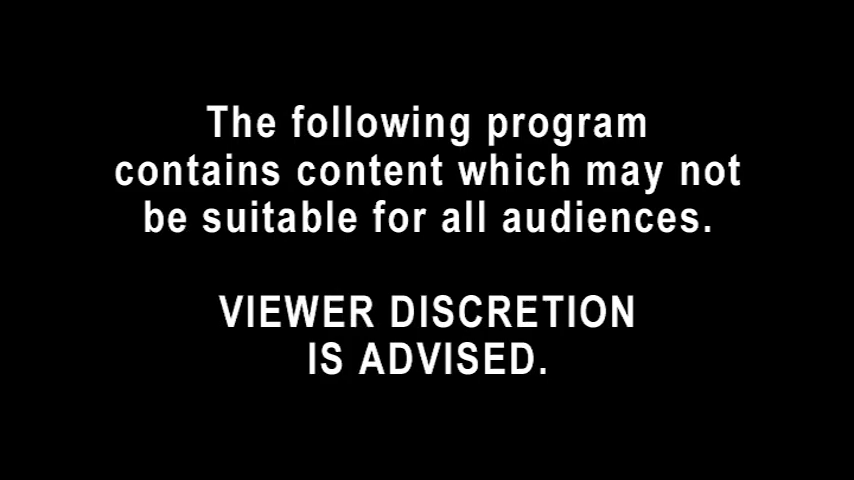 The following program
contains content which may not
be suitable for all audiences.
VIEWER DISCRETION
IS ADVISED.